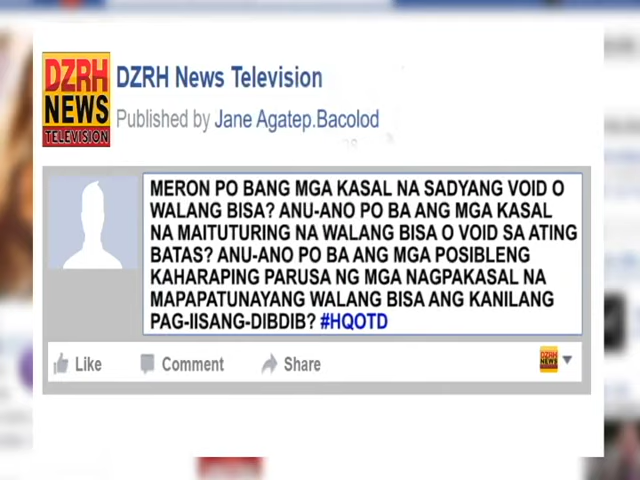 DZRH
NEWS
TELEVISION
DZRH News Television
Published by Jane Agatep.Bacolod
MERON PO BANG MGA KASAL NA SADYANG VOID O
WALANG BISA? ANU-ANO PO BA ANG MGA KASAL
NA MAITUTURING NA WALANG BISA O VOID SA ATING
BATAS? ANU-ANO PO BA ANG MGA POSIBLENG
KAHARAPING PARUSA NG MGA NAGPAKASAL NA
MAPAPATUNAYANG WALANG BISA ANG KANILANG
PAG-IISANG-DIBDIB? #HQOTD
Like Comment Share
DZRH
NEWS